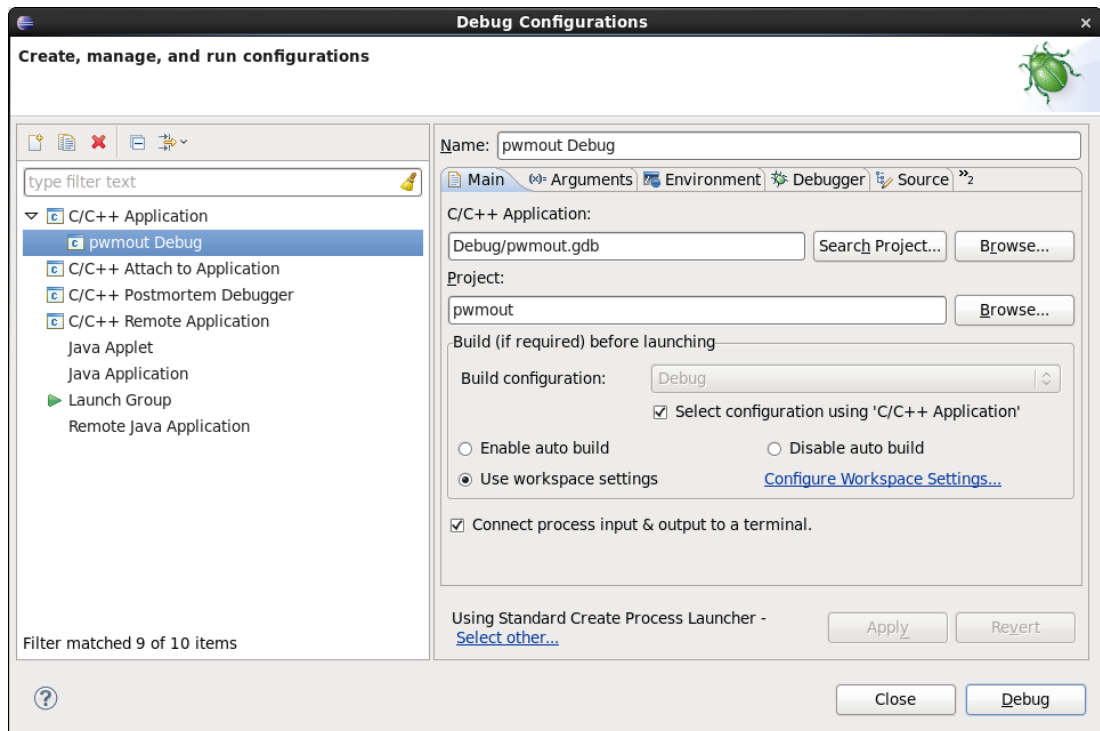 Debug Configurations
Create, manage, and run configurations
type filter text
C/C++ Application
pwmout Debug
C/C++ Attach to Application
C/C++ Postmortem Debugger
C/C++ Remote Application
Java Applet
Java Application
Launch Group
Remote Java Application
Filter matched 9 of 10 items
Name: pwmout Debug
Main (x)= Arguments Environment Debugger Source »2
C/C++ Application:
Debug/pwmout.gdb Search Project... Browse...
Project:
pwmout Browse...
Build (if required) before launching
Build configuration: Debug
Select configuration using 'C/C++ Application'
Enable auto build Disable auto build
Use workspace settings Configure Workspace Settings...
Connect process input & output to a terminal.
Using Standard Create Process Launcher -
Select other...
Apply Revert
Close Debug